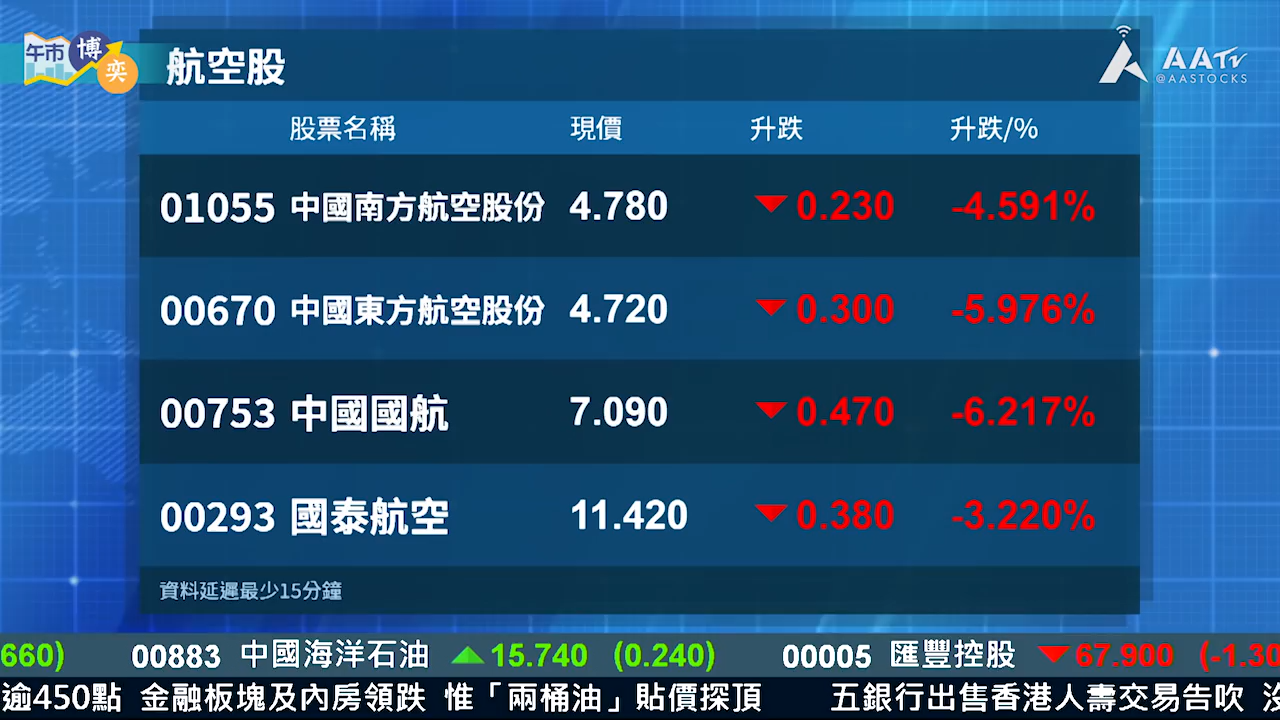 午市 博 奕
航空股
AATV
@AASTOCKS
股票名稱 現價 升跌 升跌/%
01055 中國南方航空股份 4.780 ▼ 0.230 -4.591%
00670 中國東方航空股份 4.720 ▼ 0.300 -5.976%
00753 中國國航 7.090 ▼ 0.470 -6.217%
00293 國泰航空 11.420 ▼ 0.380 -3.220%
資料延遲最少15分鐘
660) 00883 中國海洋石油 ▲ 15.740 (0.240) 00005 匯豐控股 ▼ 67.900 (-1.30
逾450點 金融板塊及內房領跌 惟「兩桶油」貼價探頂 五銀行出售香港人壽交易告吹